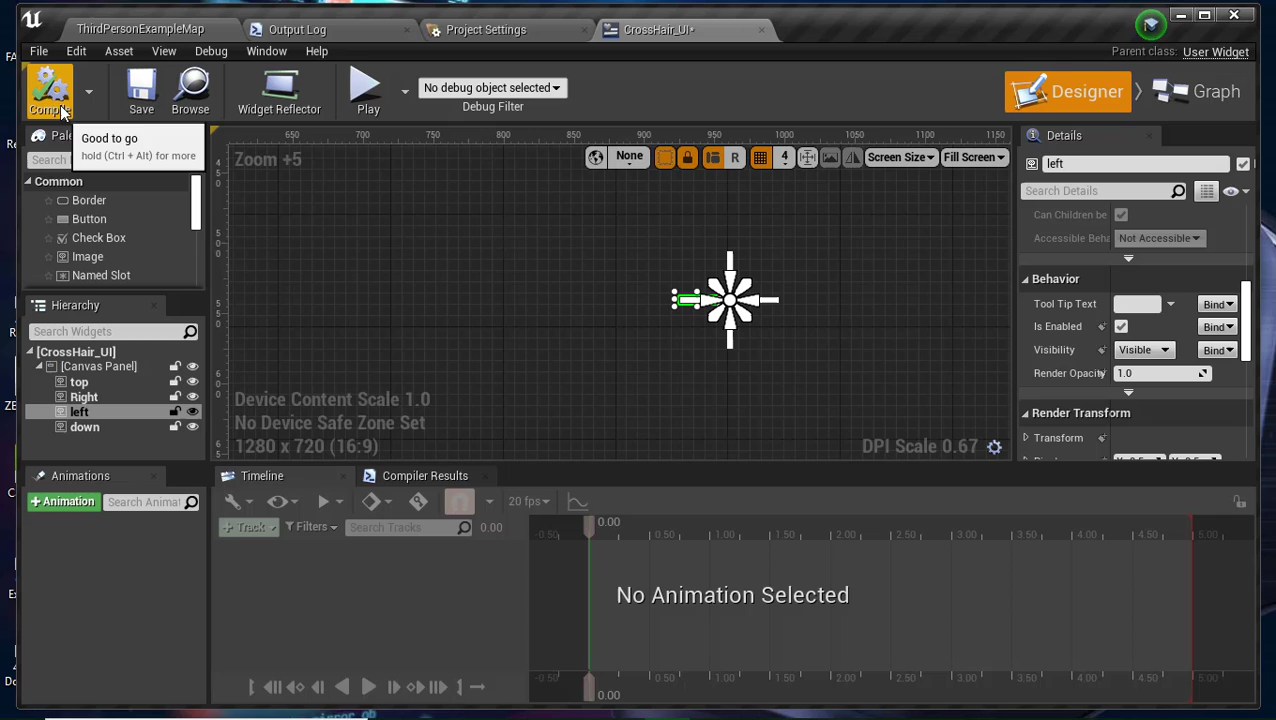 ThirdPersonExampleMap
Output Log
Project Settings
CrossHair_UI*
File Edit Asset View Debug Window Help
Parent class: User Widget
Compile
Save
Browse
Widget Reflector
Play
No debug object selected
Debug Filter
Designer
Graph
Good to go
hold (Ctrl + Alt) for more
Search
Common
Border
Button
Check Box
Image
Named Slot
Hierarchy
Search Widgets
[CrossHair_UI]
[Canvas Panel]
top
Right
left
down
650 700 750 800 850 900 950 1000 1050 1100 1150
Zoom +5
None
R
4
Screen Size
Fill Screen
Device Content Scale 1.0
No Device Safe Zone Set
1280 x 720 (16:9)
DPI Scale 0.67
Details
left
Search Details
Can Children be
Accessible Beha
Not Accessible
Behavior
Tool Tip Text
Bind
Is Enabled
Bind
Visibility
Visible
Bind
Render Opacity
1.0
Render Transform
Transform
Animations
+Animation
Search Animat
Timeline
Compiler Results
20 fps
+ Track
Filters
Search Tracks
0.00
0.00
-0.50 0.50 1.00 1.50 2.00 2.50 3.00 3.50 4.00 4.50 5.00
No Animation Selected
-0.50 0.50 1.00 1.50 2.00 2.50 3.00 3.50 4.00 4.50 5.00
0.00